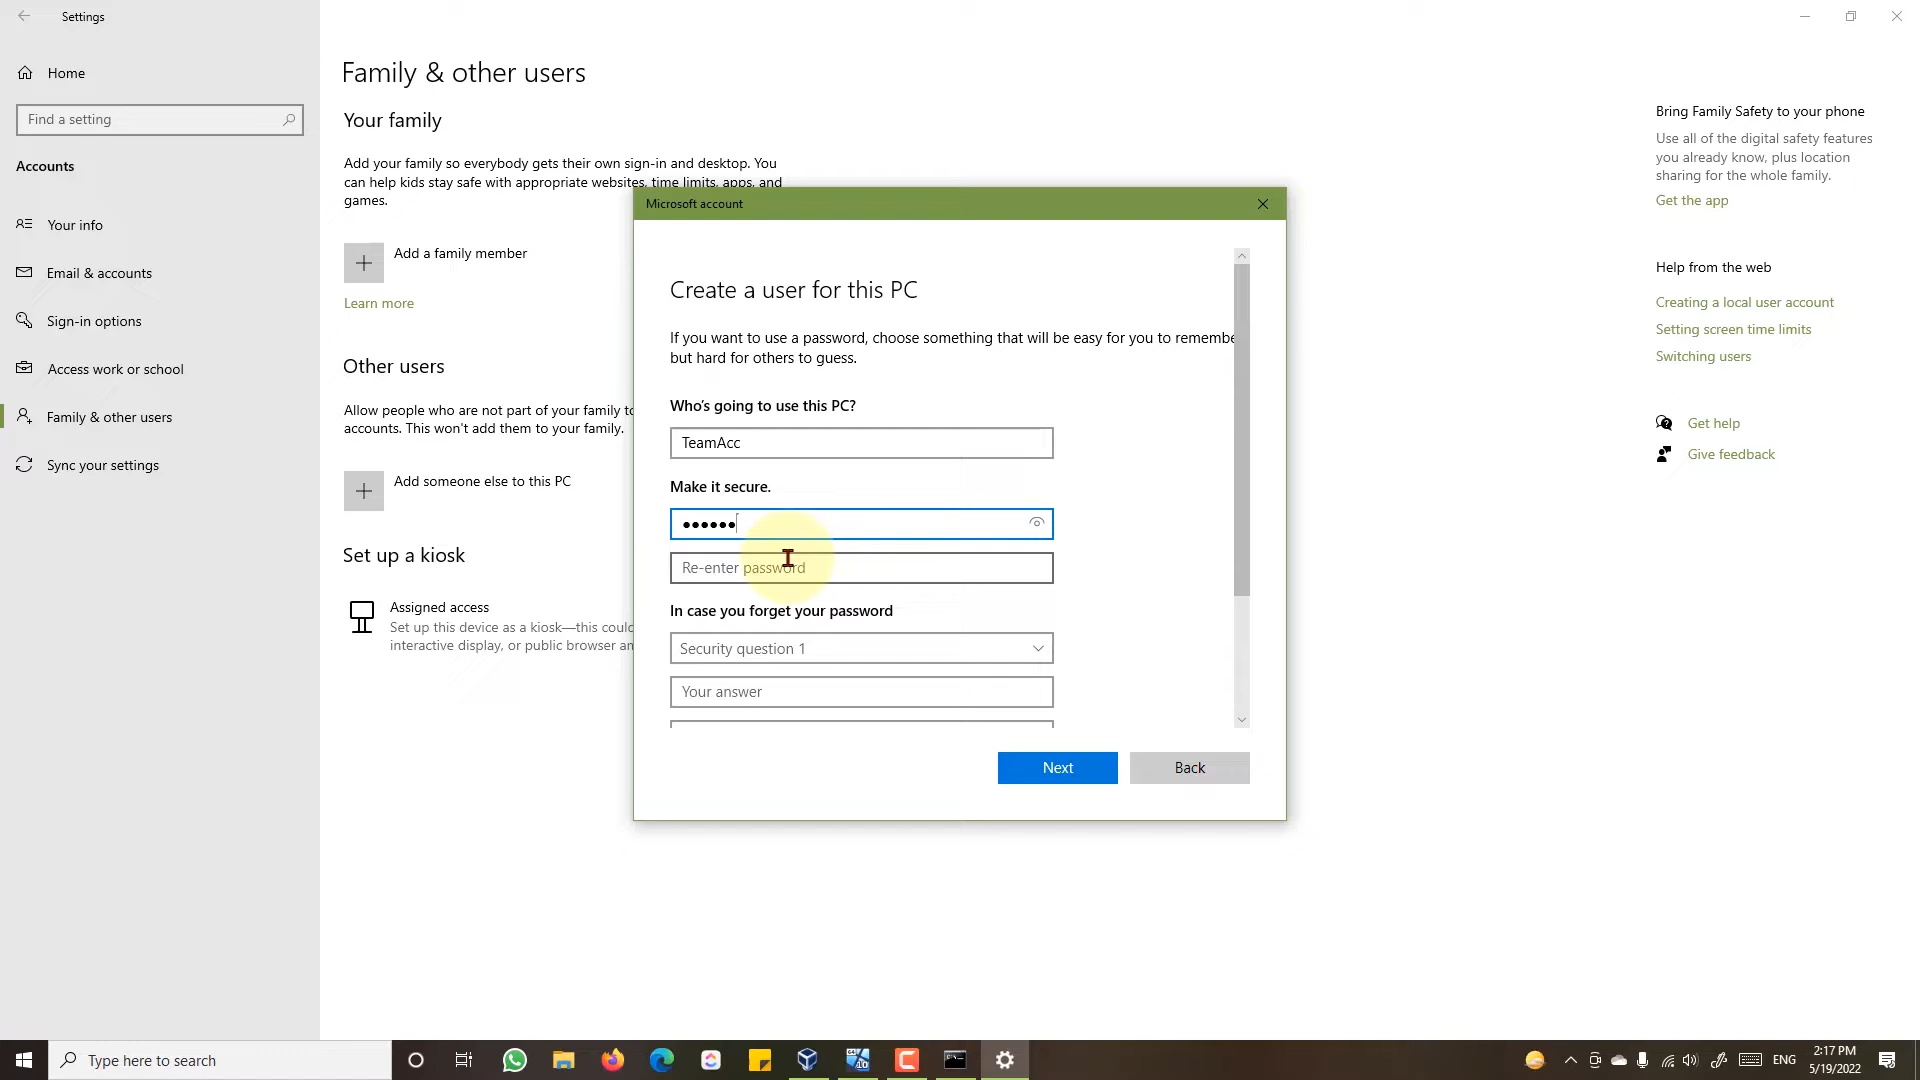 Settings
Home
Find a setting
Accounts
Your info
Email & accounts
Sign-in options
Access work or school
Family & other users
Sync your settings
Family & other users
Your family
Add your family so everybody gets their own sign-in and desktop. You
can help kids stay safe with appropriate websites, time limits, apps, and
games.
Add a family member
Learn more
Other users
Allow people who are not part of your family to
accounts. This won't add them to your family.
Add someone else to this PC
Set up a kiosk
Assigned access
Set up this device as a kiosk—this could
interactive display, or public browser an
Microsoft account
Create a user for this PC
If you want to use a password, choose something that will be easy for you to remembe
but hard for others to guess.
Who's going to use this PC?
TeamAcc
Make it secure.
●●●●●●
Re-enter password
In case you forget your password
Security question 1
Your answer
Next
Back
Bring Family Safety to your phone
Use all of the digital safety features
you already know, plus location
sharing for the whole family.
Get the app
Help from the web
Creating a local user account
Setting screen time limits
Switching users
Get help
Give feedback
Type here to search
ENG
2:17 PM
5/19/2022